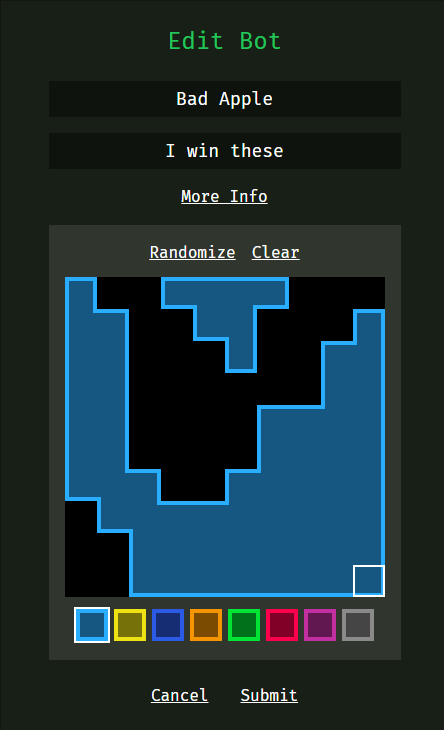 Edit Bot
Bad Apple
I win these
More Info
Randomize Clear
Cancel Submit